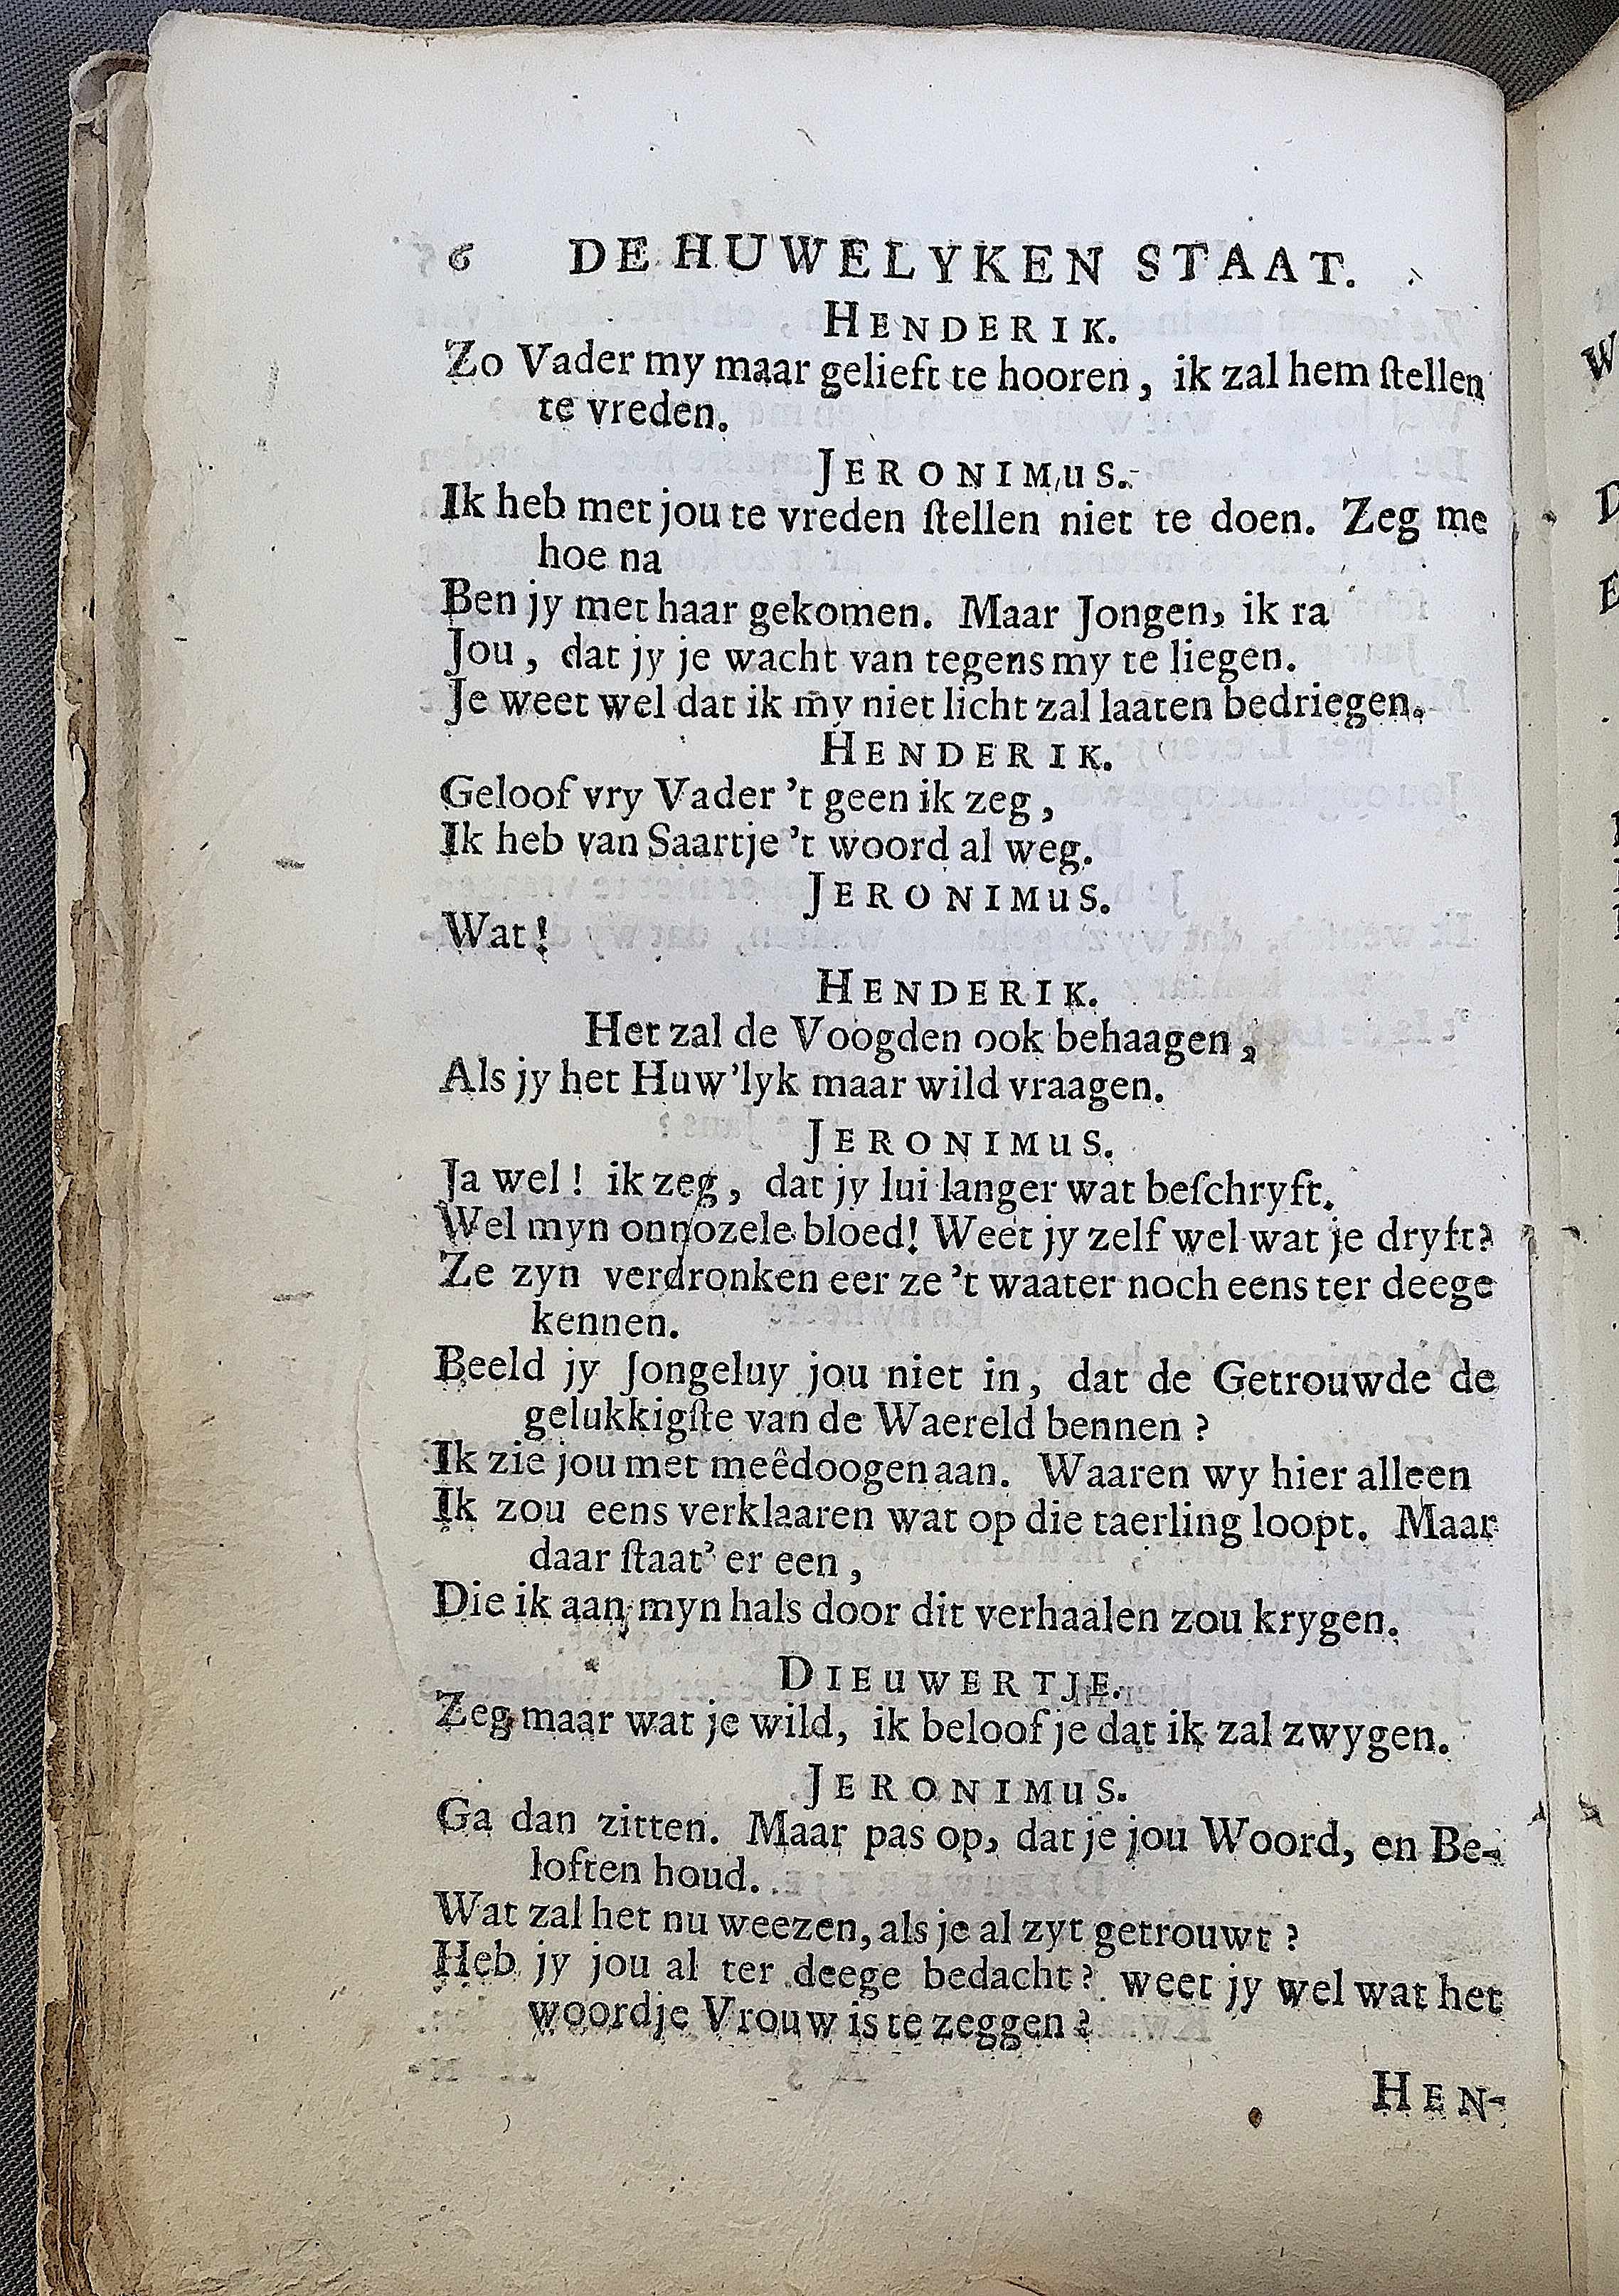 6 DE HUWELYKEN STAAT.
HENDERIK.
Zo Vader my maar gelieft te hooren, ik zal hem ſtellen
te vreden.
JERONIMUS.
Ik heb met jou te vreden ſtellen niet te doen. Zeg me
hoe na
Ben jy met haar gekomen. Maar Jongen, ik ra
Jou, dat jy je wacht van tegens my te liegen.
Je weet wel dat ik my niet licht zal laaten bedriegen.
HENDERIK.
Geloof vry Vader 't geen ik zeg,
Ik heb van Saartje 't woord al weg.
JERONIMUS.
Wat!
HENDERIK.
Het zal de Voogden ook behaagen,
Als jy het Huw'lyk maar wild vraagen.
JERONIMUS.
Ja wel! ik zeg, dat jy lui langer wat beſchryft.
Wel myn onnozele bloed! Weet jy zelf wel wat je dryft?
Ze zyn verdronken eer ze 't waater noch eens ter deege
kennen.
Beeld jy Jongeluy jou niet in, dat de Getrouwde de
gelukkigſte van de Waereld bennen?
Ik zie jou met meêdoogen aan. Waaren wy hier alleen
Ik zou eens verklaaren wat op die taerling loopt. Maar
daar ſtaat' er een,
Die ik aan myn hals door dit verhaalen zou krygen.
DIEUWERTJE.
Zeg maar wat je wild, ik beloof je dat ik zal zwygen.
JERONIMUS.
Ga dan zitten. Maar pas op, dat je jou Woord, en Be-
loften houd.
Wat zal het nu weezen, als je al zyt getrouwt?
Heb jy jou al ter deege bedacht? weet jy wel wat het
woordje Vrouw is te zeggen?
HEN-